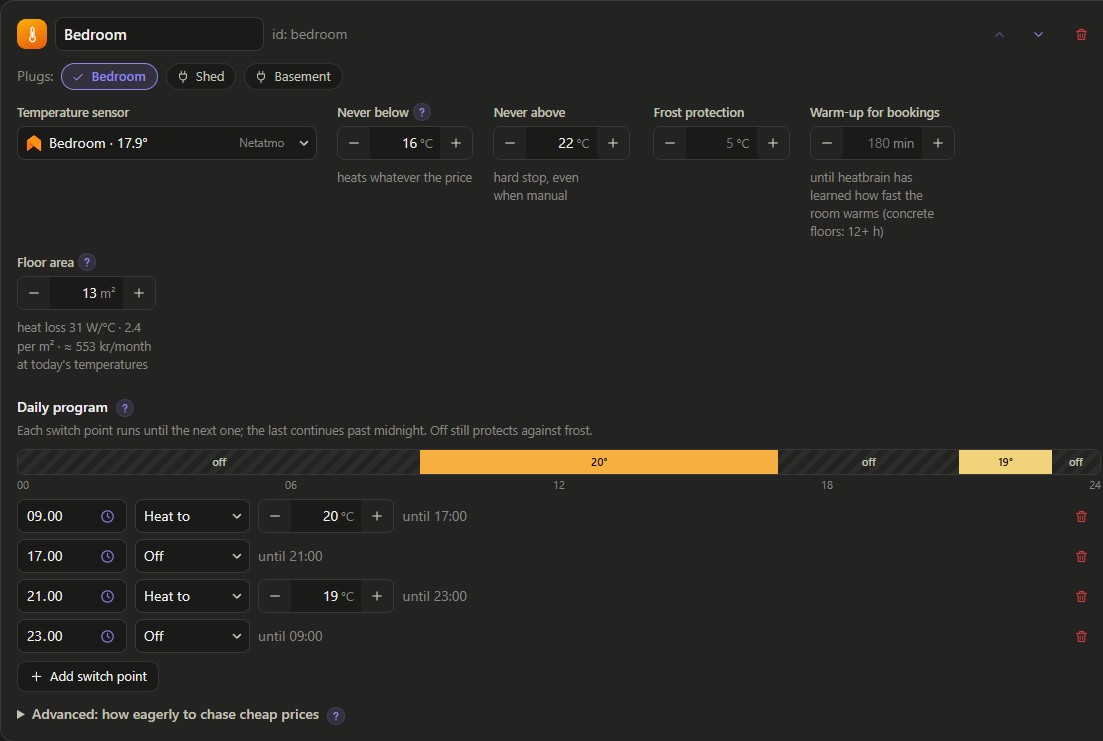 Bedroom id: bedroom
Plugs: Bedroom Shed Basement
Temperature sensor Never below ? Never above Frost protection Warm-up for bookings
Bedroom · 17.9° Netatmo − 16 °C + − 22 °C + − 5 °C + − 180 min +
heats whatever the price
hard stop, even
when manual
until heatbrain has
learned how fast the
room warms (concrete
floors: 12+ h)
Floor area ?
− 13 m² +
heat loss 31 W/°C · 2.4
per m² · ≈ 553 kr/month
at today's temperatures
Daily program ?
Each switch point runs until the next one; the last continues past midnight. Off still protects against frost.
off 20° off 19° off
00 06 12 18 24
09.00 Heat to − 20 °C + until 17:00
17.00 Off until 21:00
21.00 Heat to − 19 °C + until 23:00
23.00 Off until 09:00
+ Add switch point
Advanced: how eagerly to chase cheap prices ?